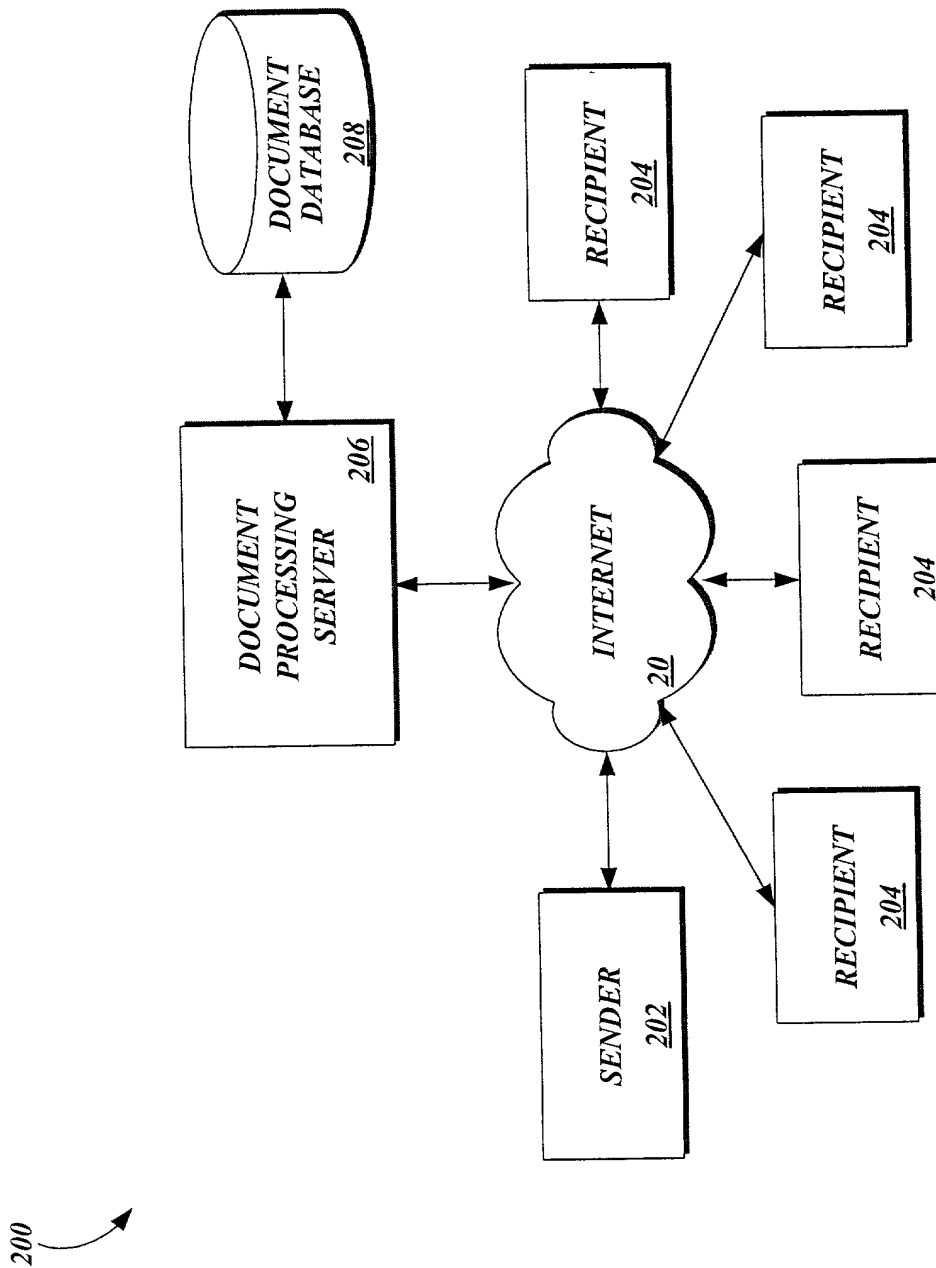 200
DOCUMENT
PROCESSING
SERVER
206
DOCUMENT
DATABASE
208
SENDER
202
INTERNET
20
RECIPIENT
204
RECIPIENT
204
RECIPIENT
204
RECIPIENT
204